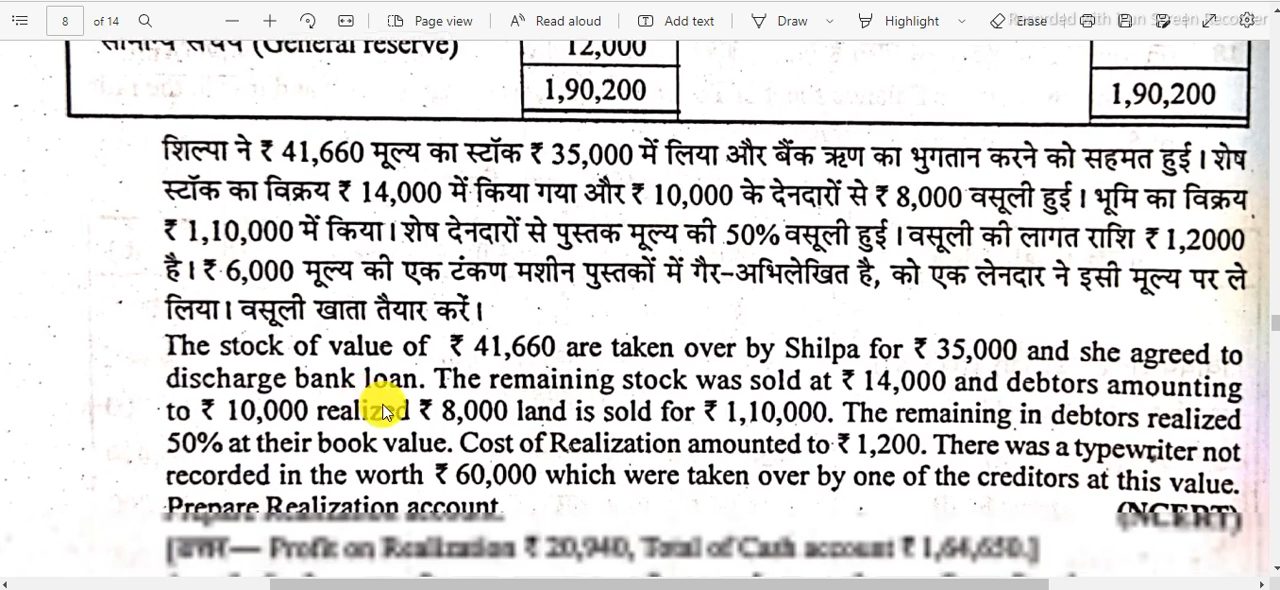 8 of 14 Page view Read aloud Add text Draw Highlight Erase
सामान्य संचय (General reserve) 12,000
1,90,200 1,90,200
शिल्पा ने ₹ 41,660 मूल्य का स्टॉक ₹ 35,000 में लिया और बैंक ऋण का भुगतान करने को सहमत हुई। शेष
स्टॉक का विक्रय ₹ 14,000 में किया गया और ₹ 10,000 के देनदारों से ₹ 8,000 वसूली हुई। भूमि का विक्रय
₹ 1,10,000 में किया। शेष देनदारों से पुस्तक मूल्य की 50% वसूली हुई। वसूली की लागत राशि ₹ 1,2000
है। ₹ 6,000 मूल्य की एक टंकण मशीन पुस्तकों में गैर-अभिलेखित है, को एक लेनदार ने इसी मूल्य पर ले
लिया। वसूली खाता तैयार करें।
The stock of value of ₹ 41,660 are taken over by Shilpa for ₹ 35,000 and she agreed to
discharge bank loan. The remaining stock was sold at ₹ 14,000 and debtors amounting
to ₹ 10,000 realized ₹ 8,000 land is sold for ₹ 1,10,000. The remaining in debtors realized
50% at their book value. Cost of Realization amounted to ₹ 1,200. There was a typewriter not
recorded in the worth ₹ 60,000 which were taken over by one of the creditors at this value.
Prepare Realization account. (NCERT)
[उत्तर— Profit on Realization ₹ 20,940, Total of Cash account ₹ 1,64,650.]